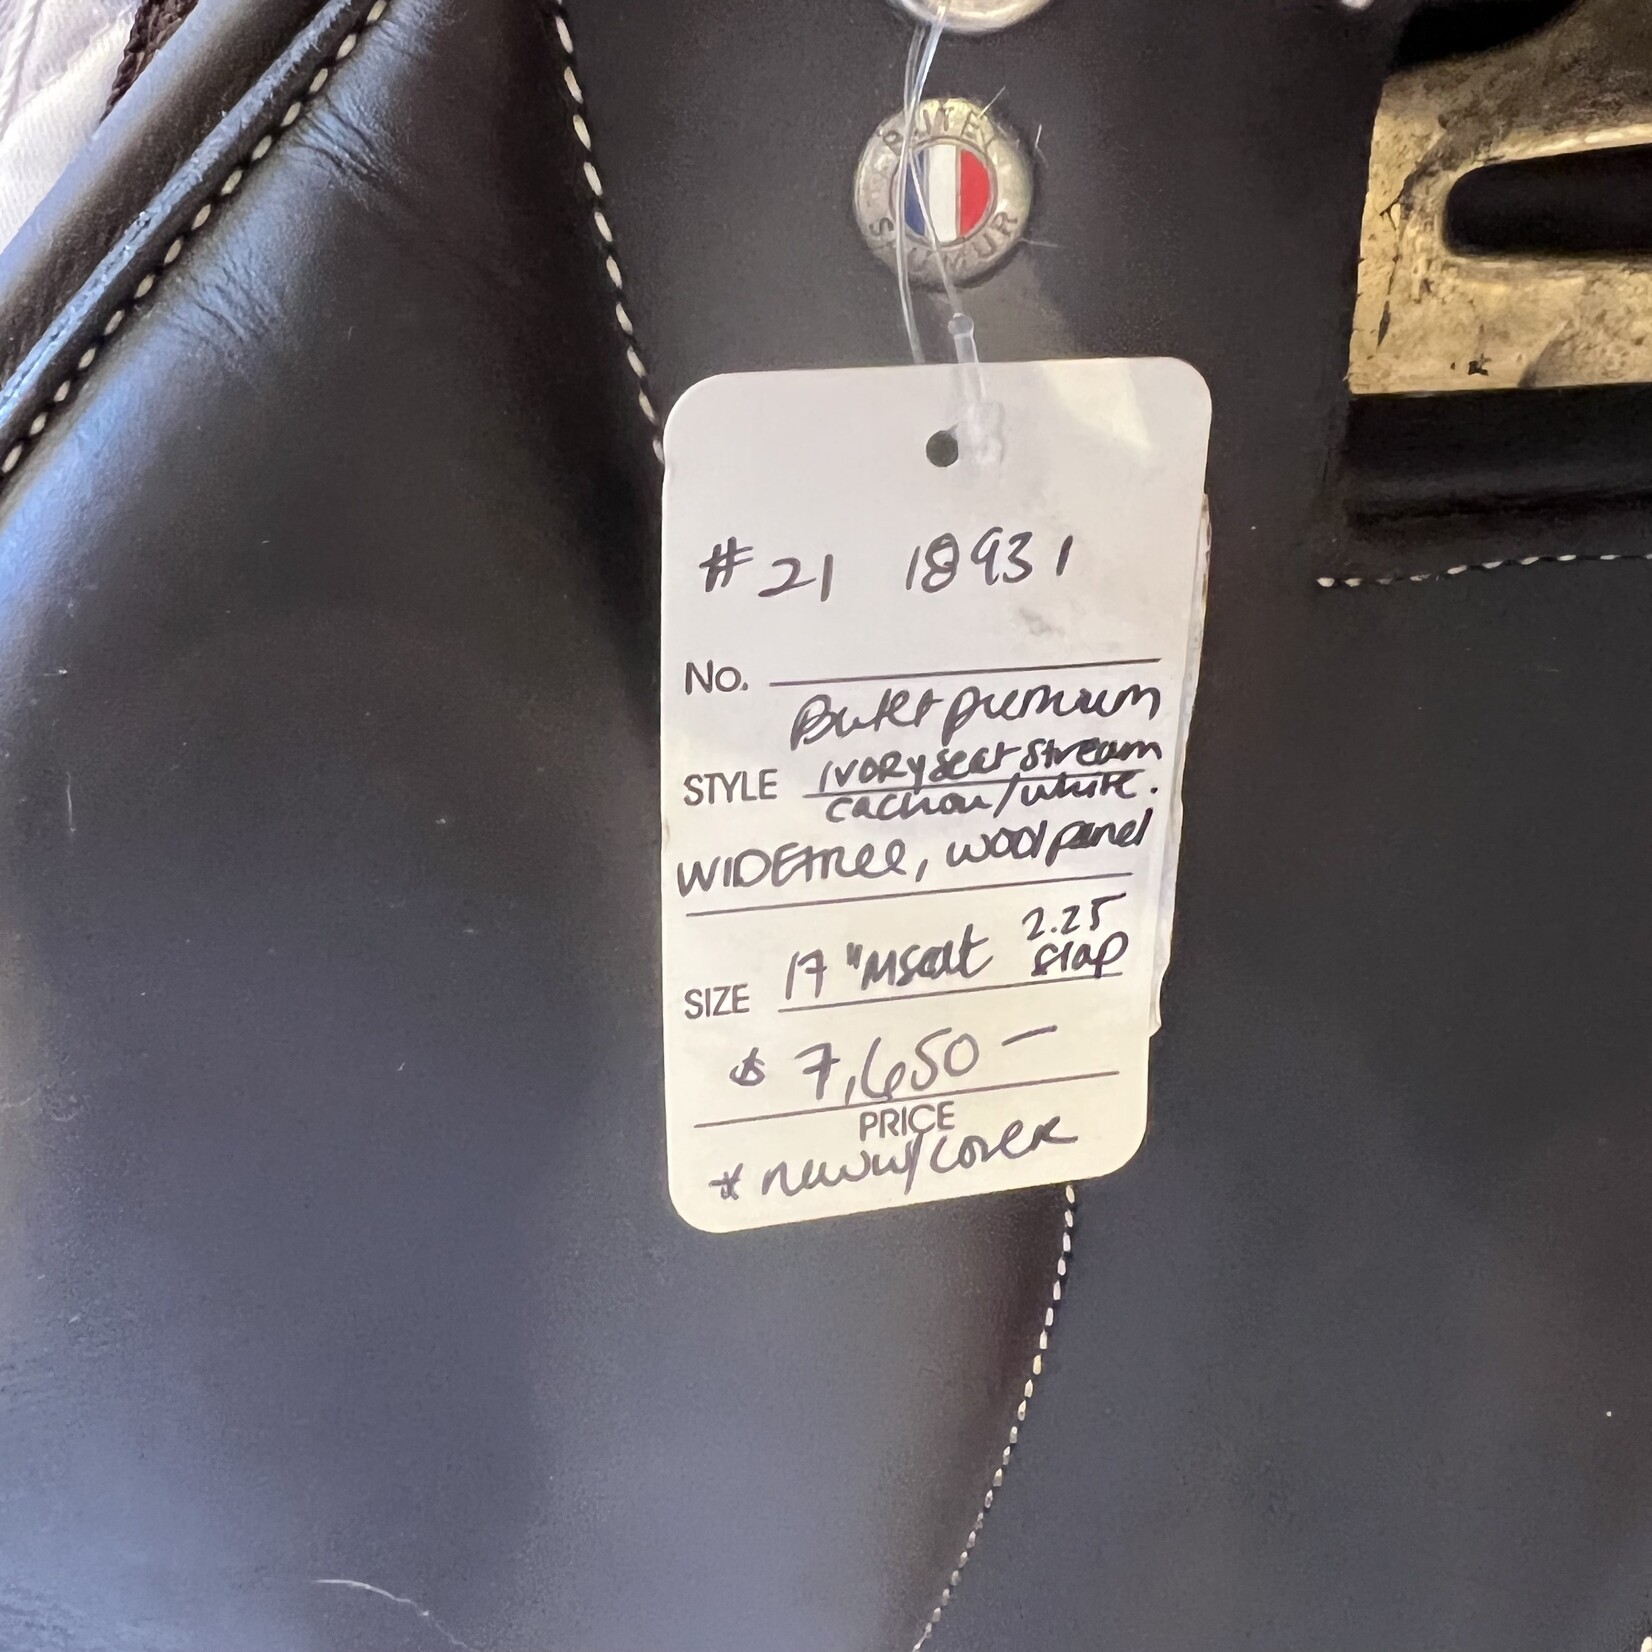 BUTET
SAUMUR
#21 18931
No.
Butet premium
STYLE Ivory seat Stream
cachou/white.
WIDE tree, wool panel
SIZE 17"M seat 2.25
flap
$ 7,650 —
PRICE
* new w/ cover